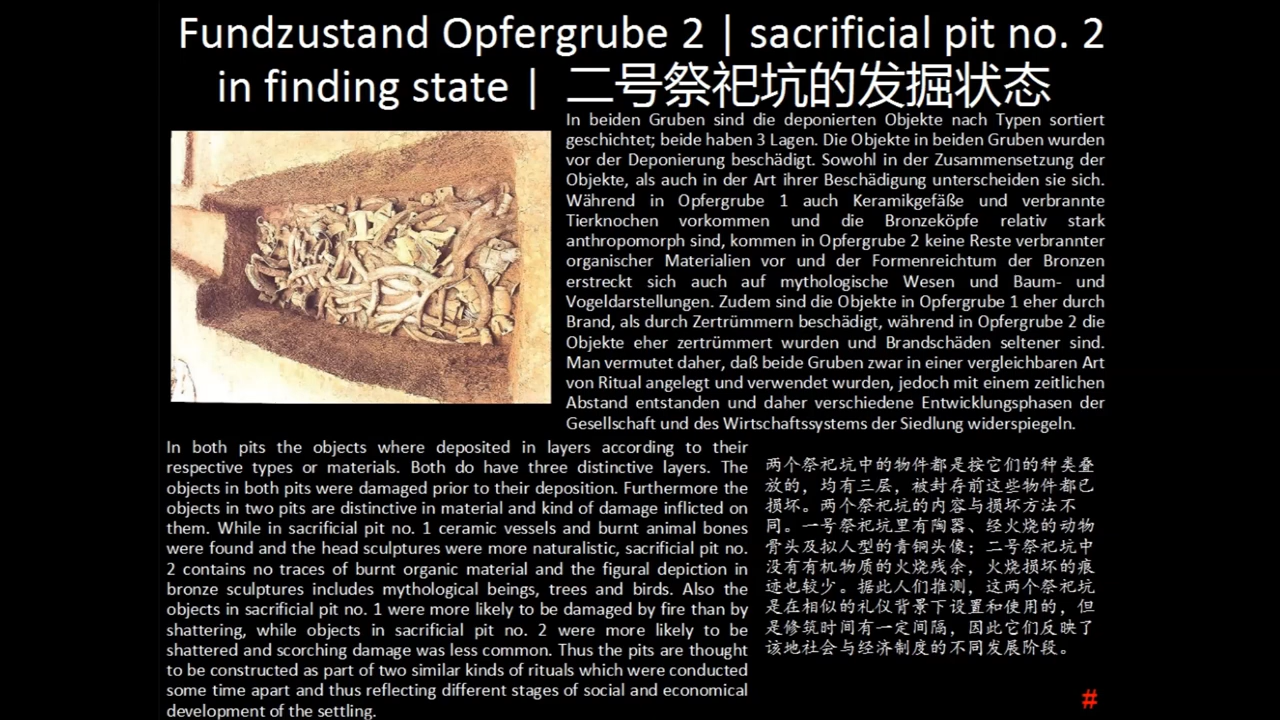 Fundzustand Opfergrube 2 | sacrificial pit no. 2
in finding state | 二号祭祀坑的发掘状态
In beiden Gruben sind die deponierten Objekte nach Typen sortiert
geschichtet; beide haben 3 Lagen. Die Objekte in beiden Gruben wurden
vor der Deponierung beschädigt. Sowohl in der Zusammensetzung der
Objekte, als auch in der Art ihrer Beschädigung unterscheiden sie sich.
Während in Opfergrube 1 auch Keramikgefäße und verbrannte
Tierknochen vorkommen und die Bronzeköpfe relativ stark
anthropomorph sind, kommen in Opfergrube 2 keine Reste verbrannter
organischer Materialien vor und der Formenreichtum der Bronzen
erstreckt sich auch auf mythologische Wesen und Baum- und
Vogeldarstellungen. Zudem sind die Objekte in Opfergrube 1 eher durch
Brand, als durch Zertrümmern beschädigt, während in Opfergrube 2 die
Objekte eher zertrümmert wurden und Brandschäden seltener sind.
Man vermutet daher, daß beide Gruben zwar in einer vergleichbaren Art
von Ritual angelegt und verwendet wurden, jedoch mit einem zeitlichen
Abstand entstanden und daher verschiedene Entwicklungsphasen der
Gesellschaft und des Wirtschaftssystems der Siedlung widerspiegeln.
In both pits the objects where deposited in layers according to their
respective types or materials. Both do have three distinctive layers. The
objects in both pits were damaged prior to their deposition. Furthermore the
objects in two pits are distinctive in material and kind of damage inflicted on
them. While in sacrificial pit no. 1 ceramic vessels and burnt animal bones
were found and the head sculptures were more naturalistic, sacrificial pit no.
2 contains no traces of burnt organic material and the figural depiction in
bronze sculptures includes mythological beings, trees and birds. Also the
objects in sacrificial pit no. 1 were more likely to be damaged by fire than by
shattering, while objects in sacrificial pit no. 2 were more likely to be
shattered and scorching damage was less common. Thus the pits are thought
to be constructed as part of two similar kinds of rituals which were conducted
some time apart and thus reflecting different stages of social and economical
development of the settling.
两个祭祀坑中的物件都是按它们的种类叠
放的，均有三层，被封存前这些物件都已
损坏。两个祭祀坑的内容与损坏方法不
同。一号祭祀坑里有陶器、经火烧的动物
骨头及拟人型的青铜头像；二号祭祀坑中
没有有机物质的火烧残余，火烧损坏的痕
迹也较少。据此人们推测，这两个祭祀坑
是在相似的礼仪背景下设置和使用的，但
是修筑时间有一定间隔，因此它们反映了
该地社会与经济制度的不同发展阶段。
#